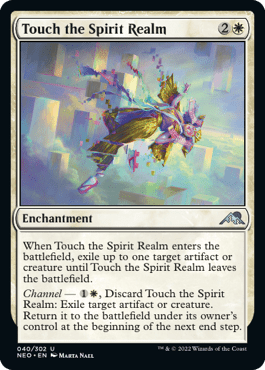 Touch the Spirit Realm 2
Enchantment
When Touch the Spirit Realm enters the
battlefield, exile up to one target artifact or
creature until Touch the Spirit Realm leaves
the battlefield.
Channel — 1, Discard Touch the Spirit
Realm: Exile target artifact or creature.
Return it to the battlefield under its owner's
control at the beginning of the next end step.
040/302 U
NEO • EN Marta Nael
™ & © 2022 Wizards of the Coast